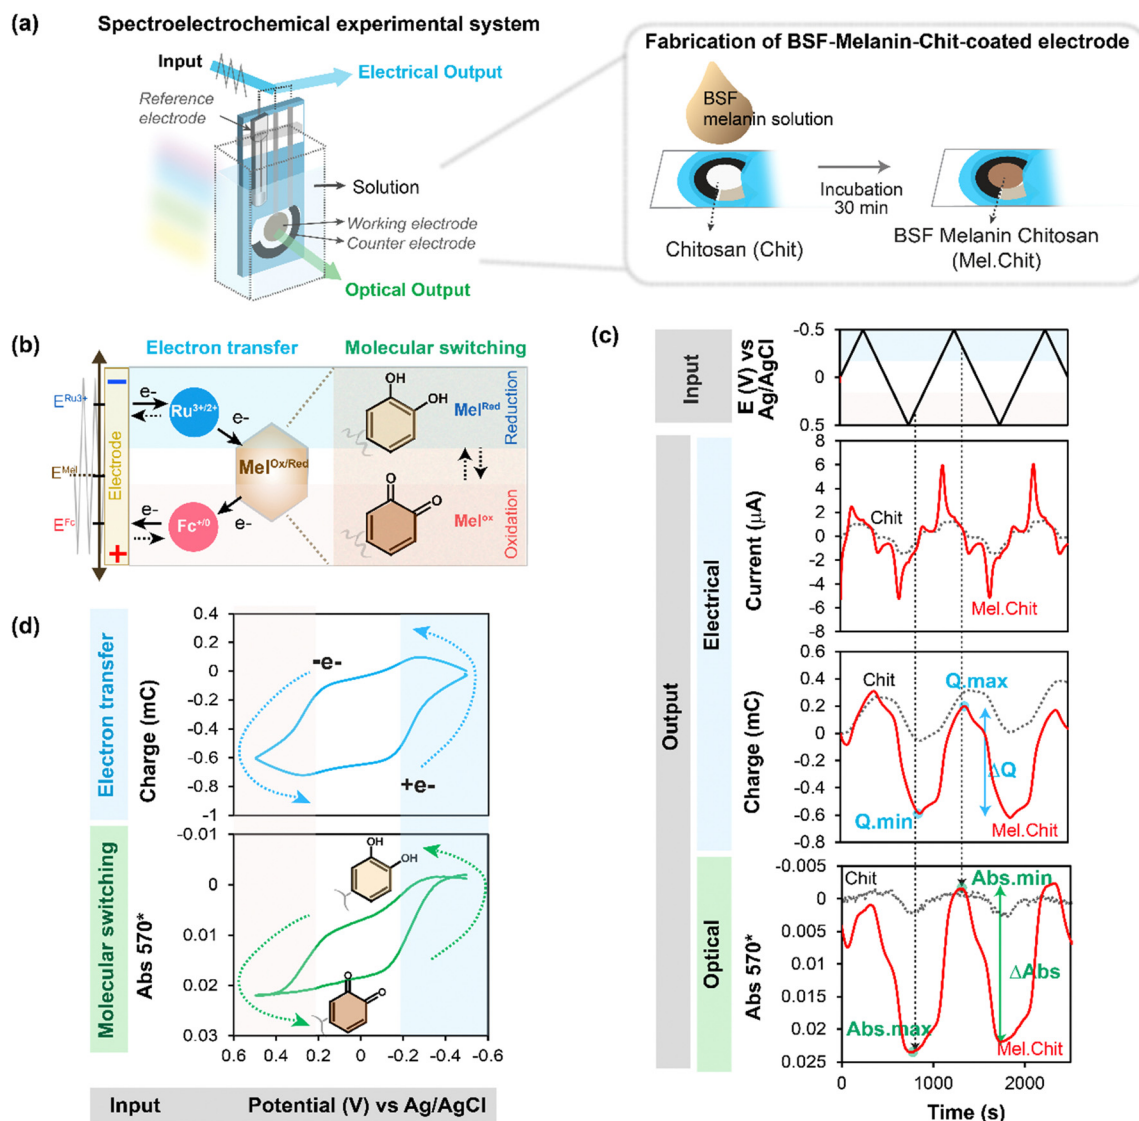 (a)
Spectroelectrochemical experimental system
Input
Electrical Output
Reference
electrode
Solution
Working electrode
Counter electrode
Optical Output
Fabrication of BSF-Melanin-Chit-coated electrode
BSF
melanin solution
Incubation
30 min
Chitosan (Chit)
BSF Melanin Chitosan
(Mel.Chit)
(b)
Electron transfer
Molecular switching
E^Ru3+
E^Mel
E^Fc
Electrode
e-
Ru^3+/2+
e-
Mel^Ox/Red
e-
Fc^+/0
e-
OH
OH
Mel^Red
Reduction
O
O
Mel^ox
Oxidation
(c)
Input
E (V) vs
Ag/AgCl
-0.5
0
0.5
Output
Electrical
Current (µA)
8
6
4
2
0
-2
-4
-6
-8
Chit
Mel.Chit
Charge (mC)
0.6
0.4
0.2
0
-0.2
-0.4
-0.6
-0.8
Chit
Q.max
ΔQ
Q.min
Mel.Chit
Optical
Abs 570*
-0.005
0
0.005
0.01
0.015
0.02
0.025
Chit
Abs.min
ΔAbs
Abs.max
Mel.Chit
0
1000
2000
Time (s)
(d)
Electron transfer
Charge (mC)
0.4
0.2
0
-0.2
-0.4
-0.6
-0.8
-1
-e-
+e-
Molecular switching
Abs 570*
-0.01
0
0.01
0.02
0.03
OH
OH
O
O
0.6
0.4
0.2
0
-0.2
-0.4
-0.6
Input
Potential (V) vs Ag/AgCl